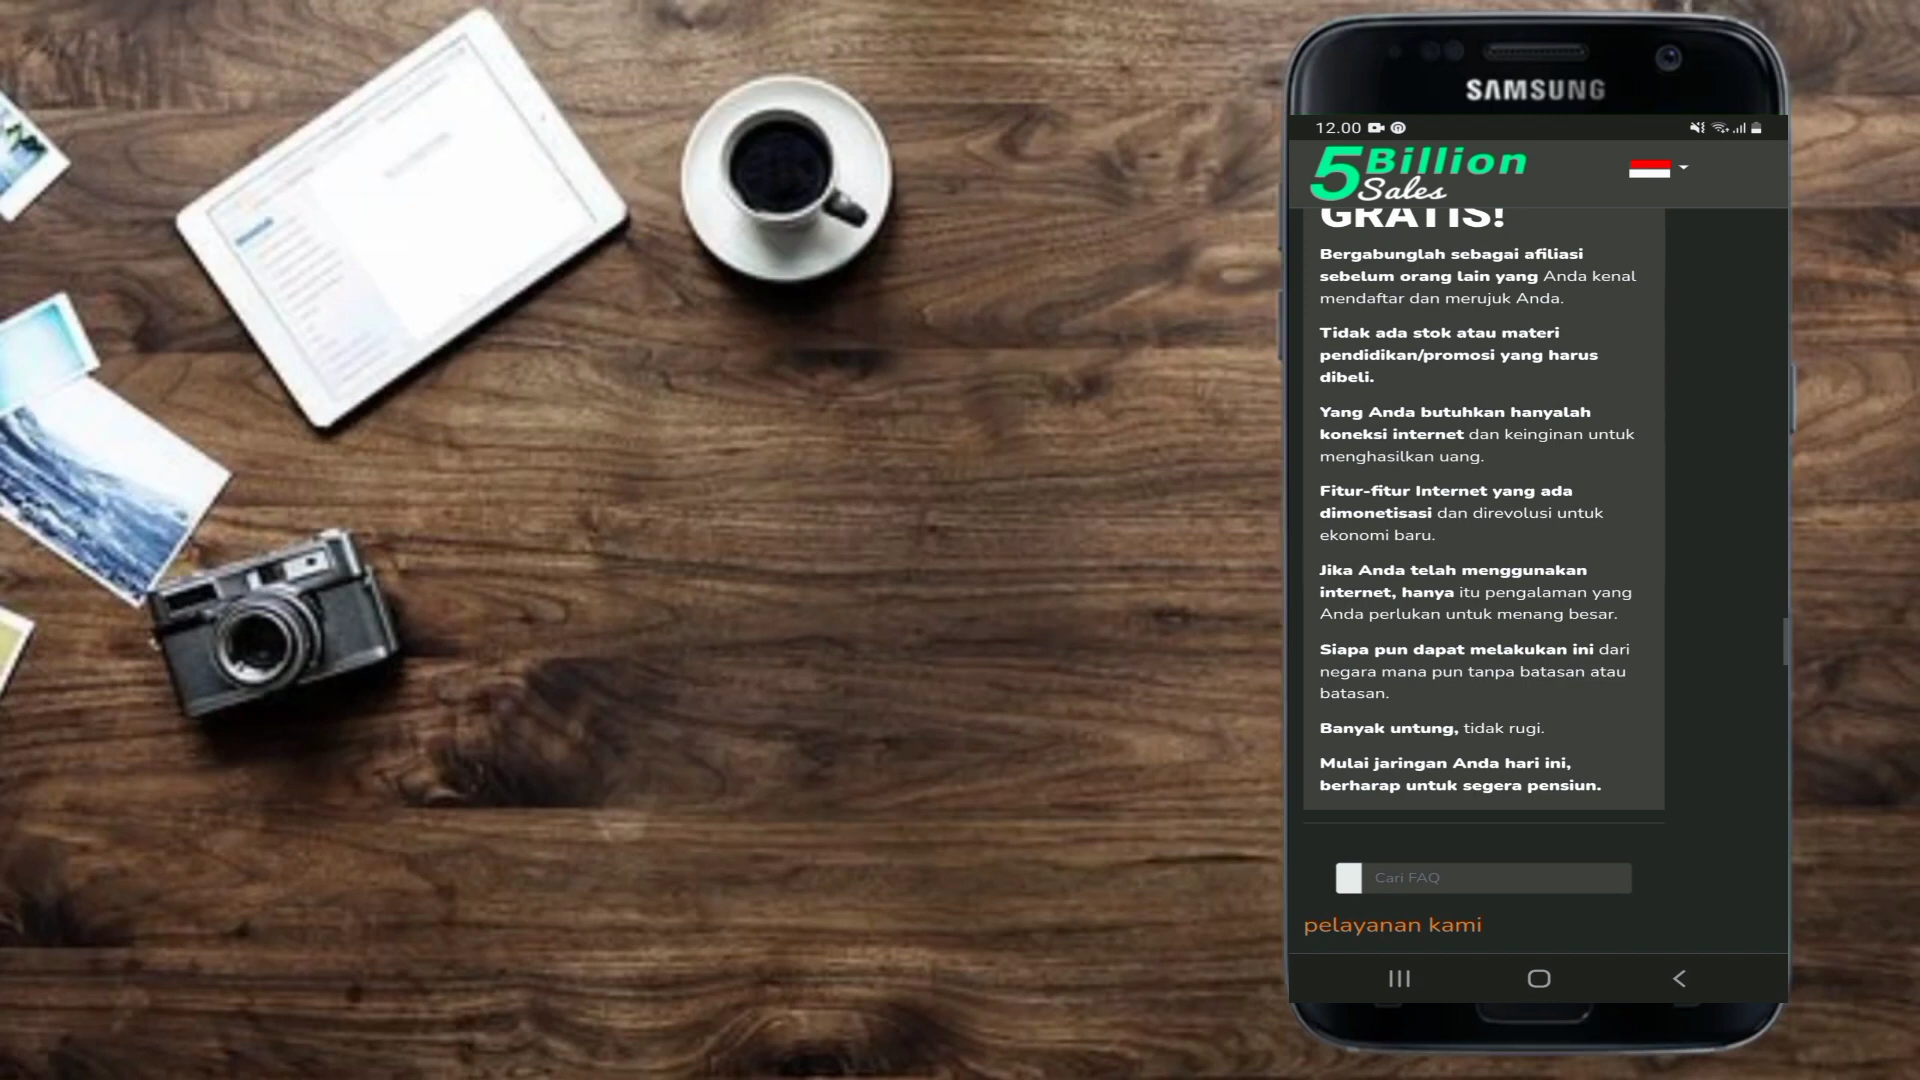 SAMSUNG
12.00
5 Billion
Sales
GRATIS!
Bergabunglah sebagai afiliasi
sebelum orang lain yang Anda kenal
mendaftar dan merujuk Anda.
Tidak ada stok atau materi
pendidikan/promosi yang harus
dibeli.
Yang Anda butuhkan hanyalah
koneksi internet dan keinginan untuk
menghasilkan uang.
Fitur-fitur Internet yang ada
dimonetisasi dan direvolusi untuk
ekonomi baru.
Jika Anda telah menggunakan
internet, hanya itu pengalaman yang
Anda perlukan untuk menang besar.
Siapa pun dapat melakukan ini dari
negara mana pun tanpa batasan atau
batasan.
Banyak untung, tidak rugi.
Mulai jaringan Anda hari ini,
berharap untuk segera pensiun.
Cari FAQ
pelayanan kami